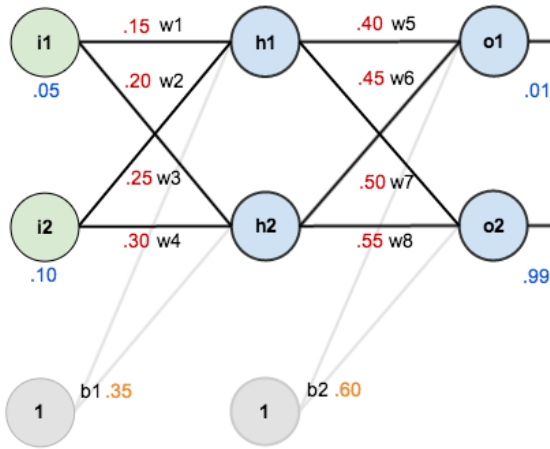 .15 w1
.40 w5
i1
h1
o1
.20 w2
.45 w6
.05
.01
.25 w3
.50 w7
i2
.30 w4
h2
.55 w8
o2
.10
.99
b1 .35
b2 .60
1
1